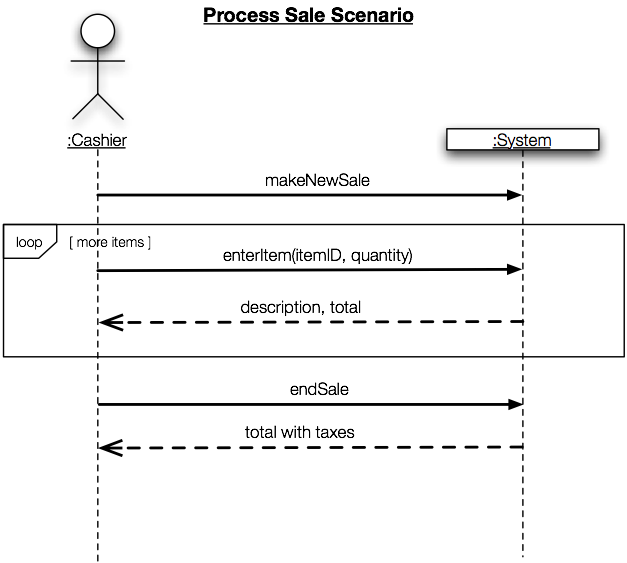 Process Sale Scenario
:Cashier
:System
makeNewSale
loop
[ more items ]
enterItem(itemID, quantity)
description, total
endSale
total with taxes